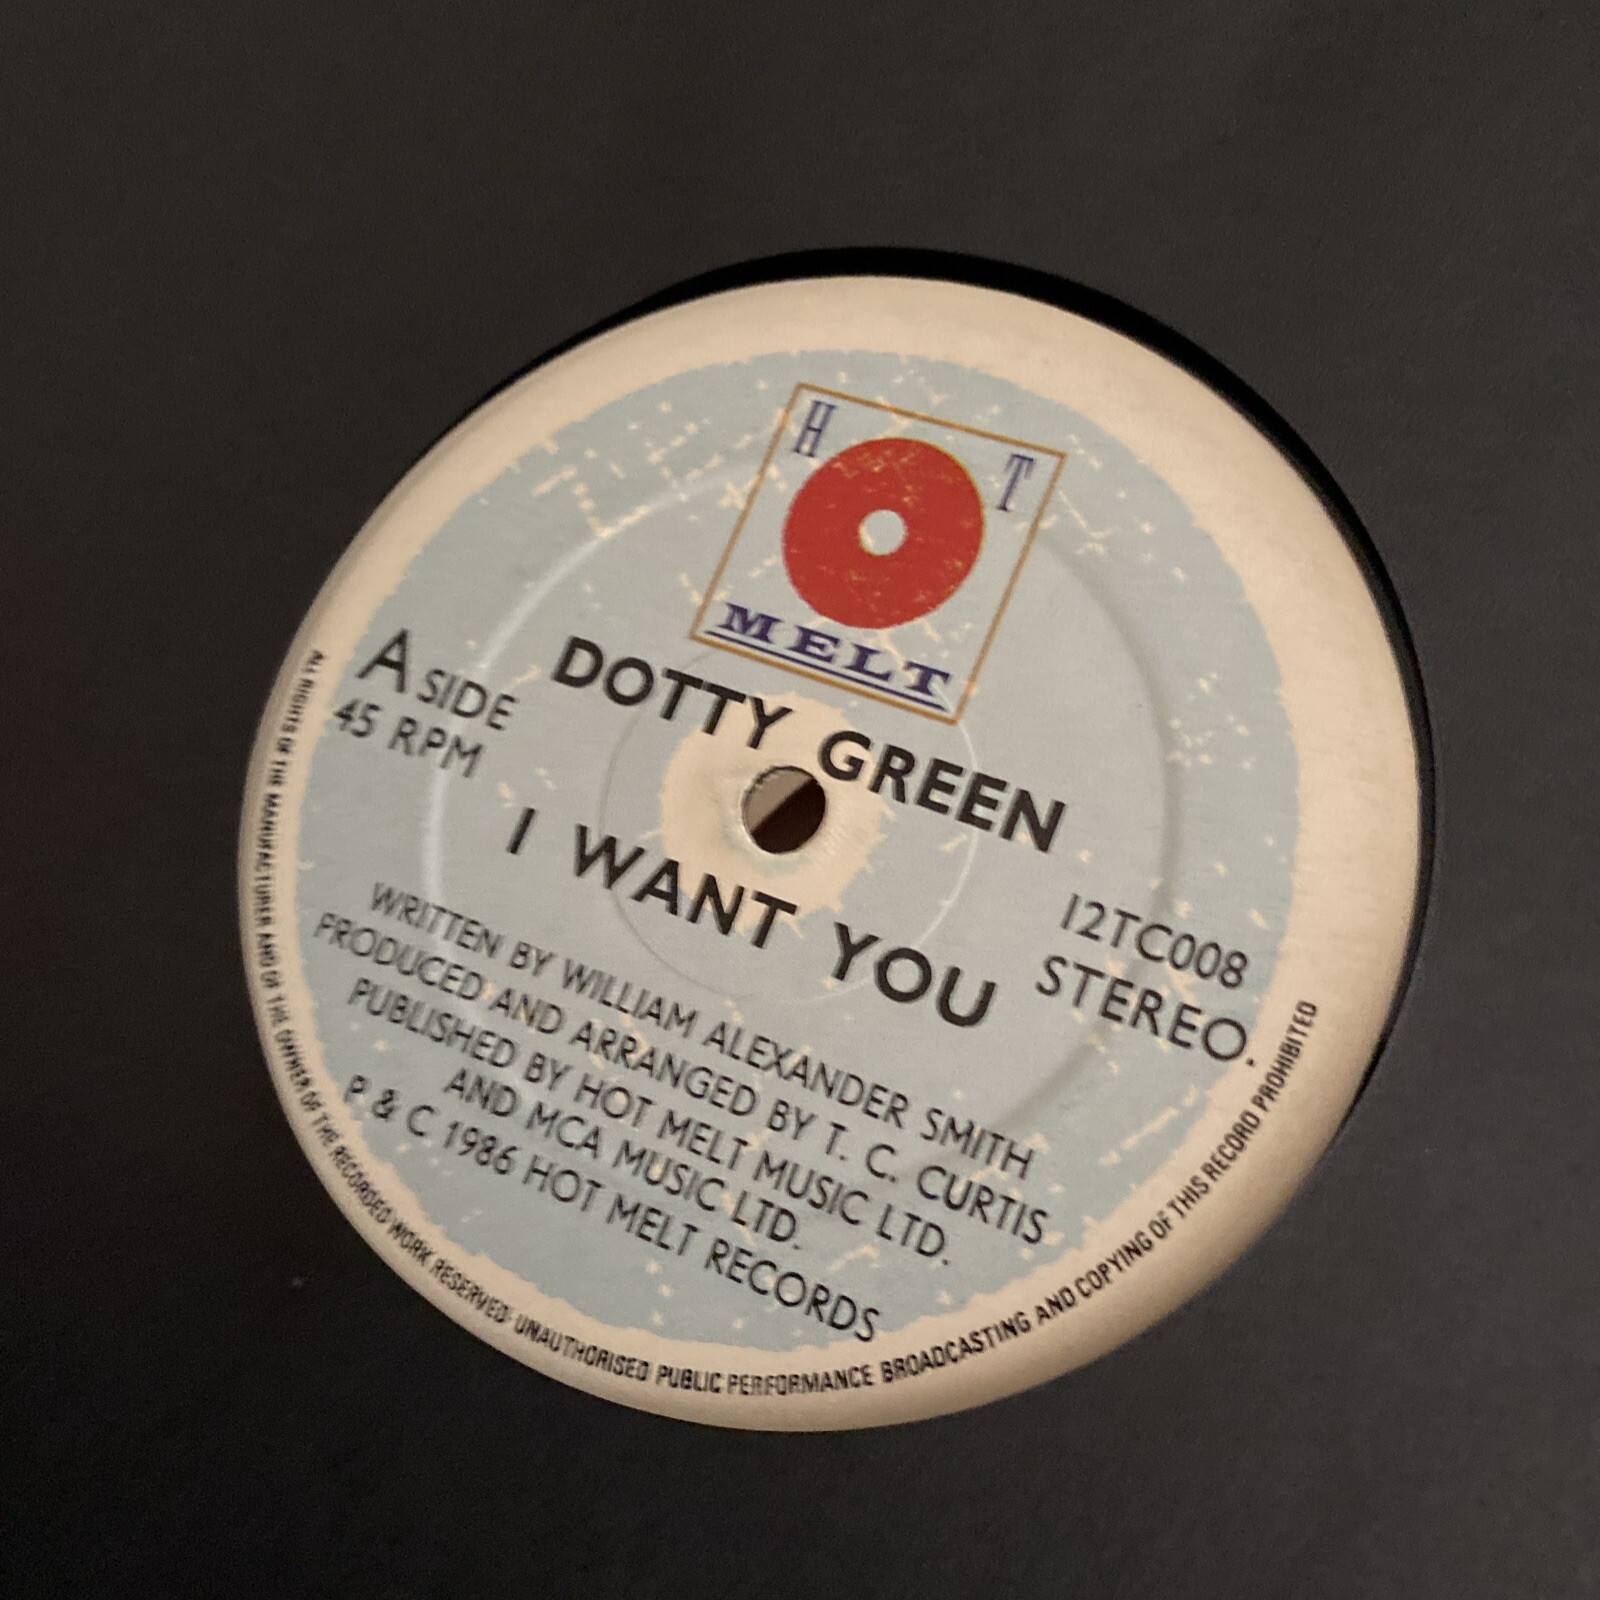 H T
MELT
DOTTY GREEN
A SIDE
45 RPM
I WANT YOU
12TC008
STEREO.
WRITTEN BY WILLIAM ALEXANDER SMITH
PRODUCED AND ARRANGED BY T. C. CURTIS
PUBLISHED BY HOT MELT MUSIC LTD.
AND MCA MUSIC LTD.
P & C 1986 HOT MELT RECORDS
ALL RIGHTS OF THE MANUFACTURER AND OF THE OWNER OF THE RECORDED WORK RESERVED· UNAUTHORISED PUBLIC PERFORMANCE BROADCASTING AND COPYING OF THIS RECORD PROHIBITED